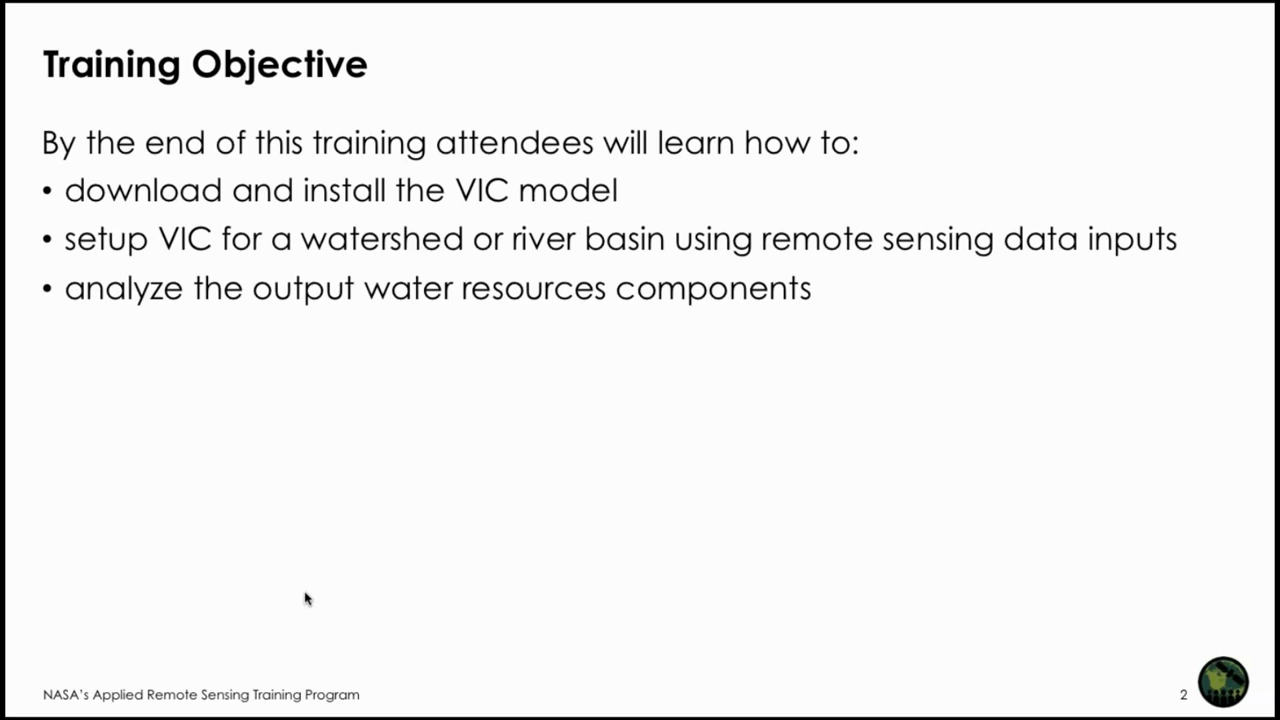 Training Objective
By the end of this training attendees will learn how to:
• download and install the VIC model
• setup VIC for a watershed or river basin using remote sensing data inputs
• analyze the output water resources components
NASA's Applied Remote Sensing Training Program
2